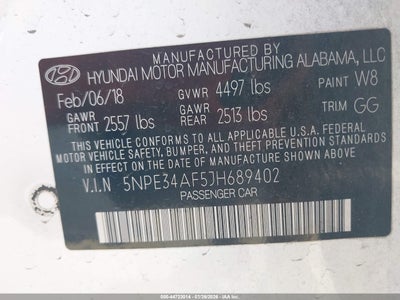 MANUFACTURED BY
HYUNDAI MOTOR MANUFACTURING ALABAMA, LLC
Feb/06/18 GVWR 4497 lbs PAINT W8
GAWR FRONT 2557 lbs GAWR REAR 2513 lbs TRIM GG
THIS VEHICLE CONFORMS TO ALL APPLICABLE U.S. FEDERAL
MOTOR VEHICLE SAFETY, BUMPER, AND THEFT PREVENTION
STANDARDS IN EFFECT ON THE DATE OF MANUFACTURE SHOWN ABOVE.
V.I.N 5NPE34AF5JH689402
PASSENGER CAR